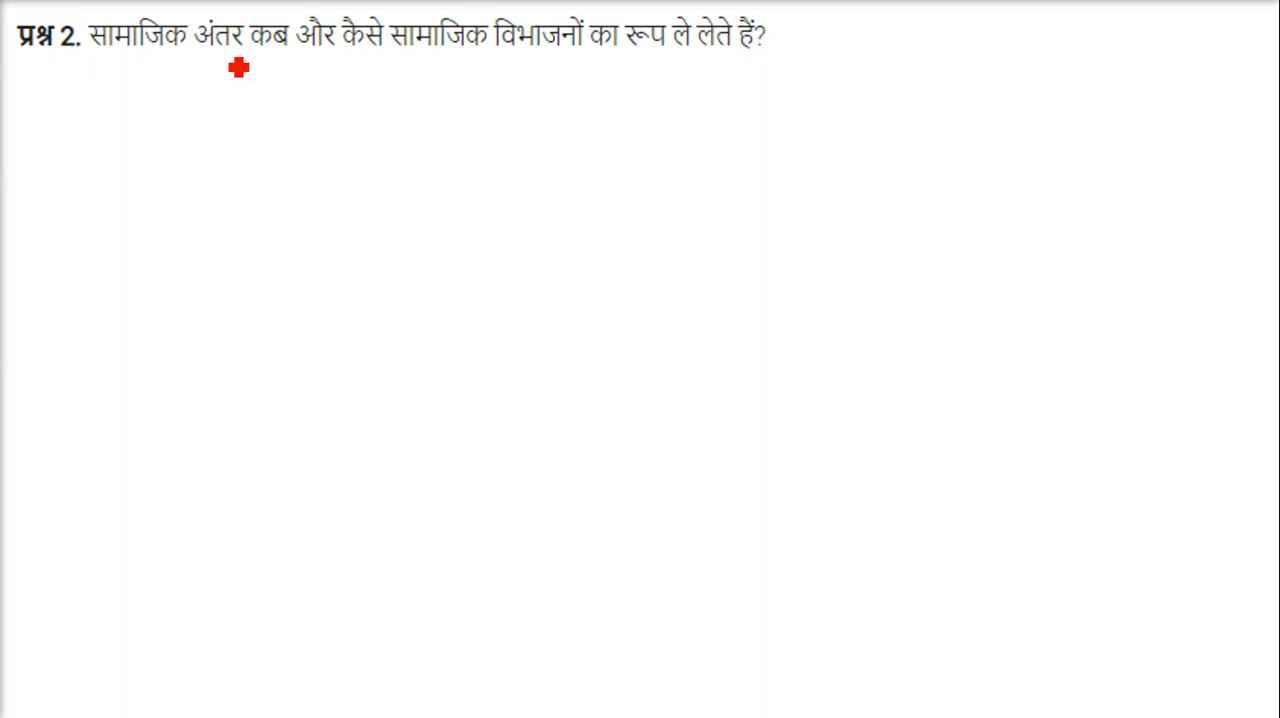 प्रश्न 2. सामाजिक अंतर कब और कैसे सामाजिक विभाजनों का रूप ले लेते हैं?